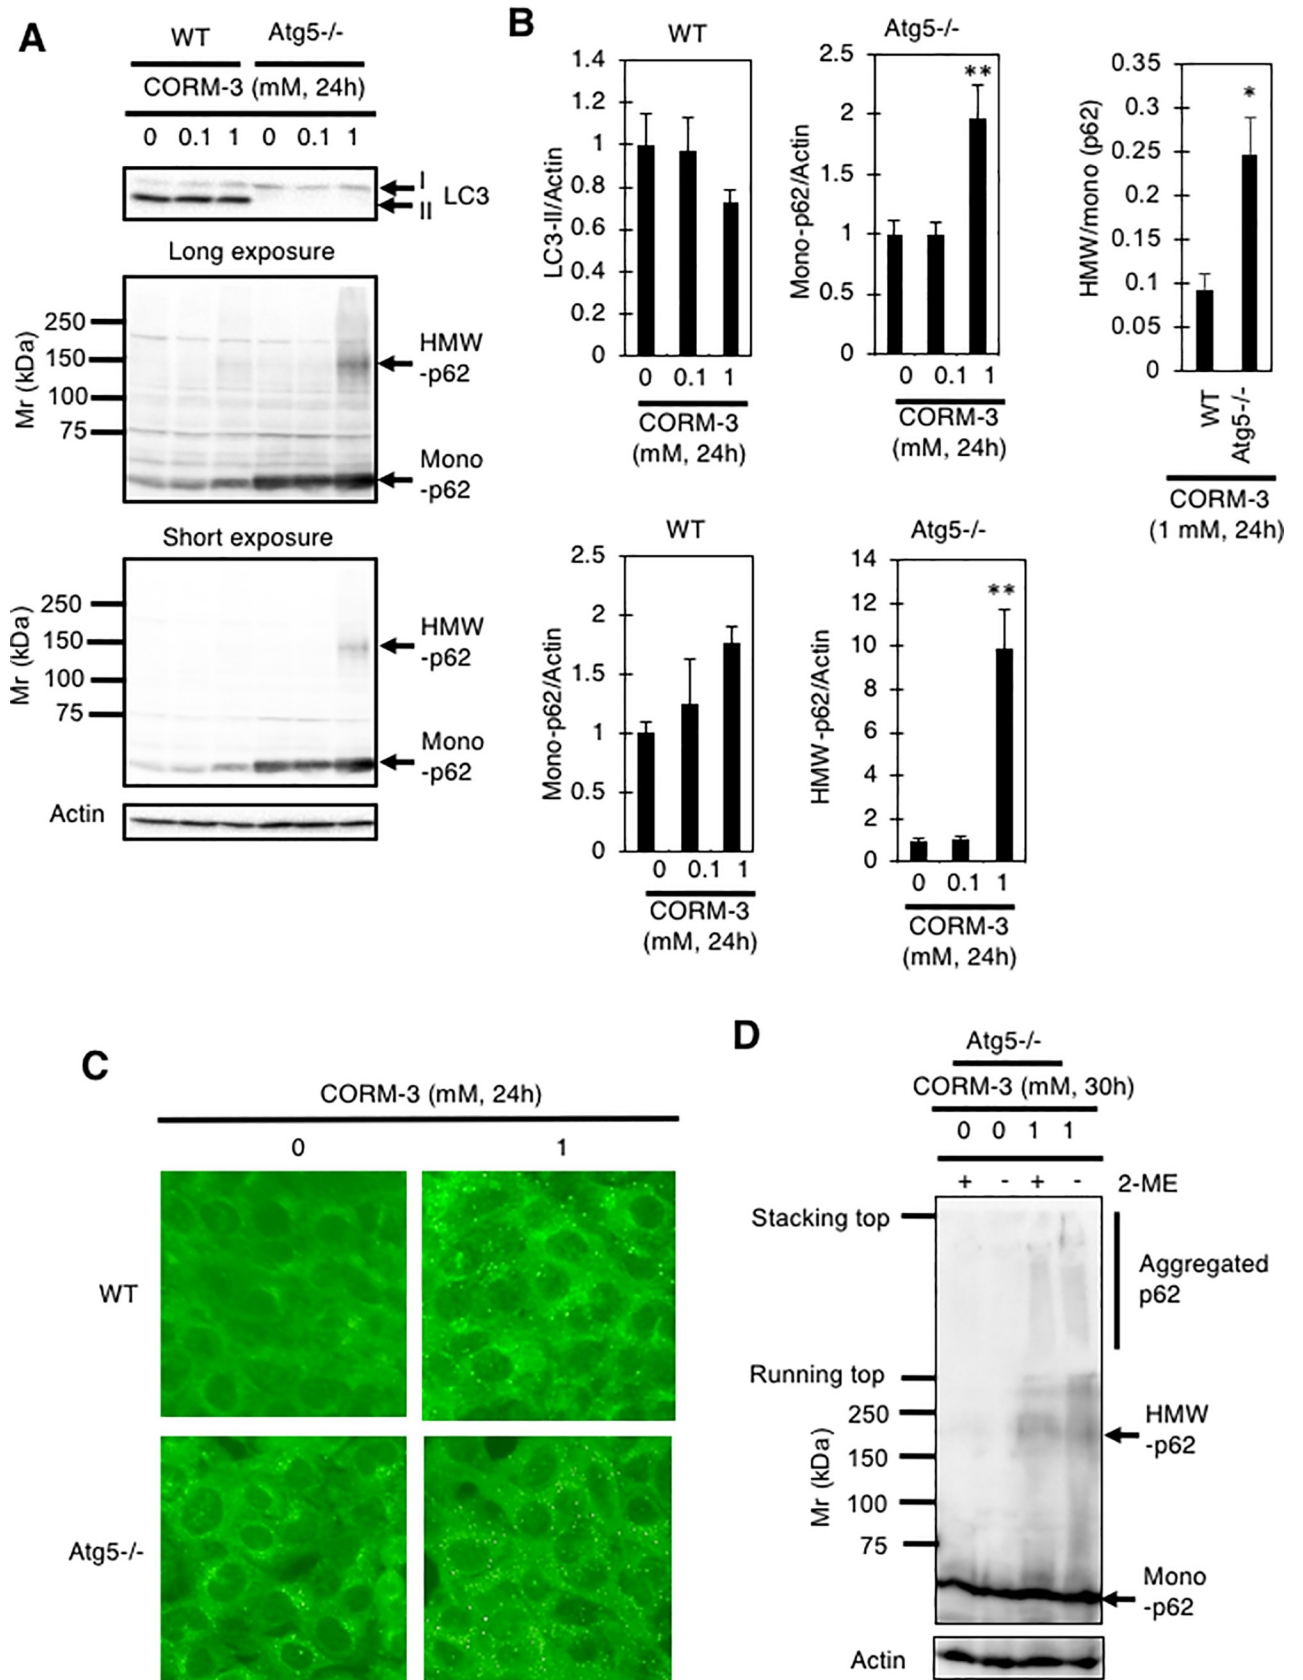 A
WT Atg5-/-
CORM-3 (mM, 24h)
0 0.1 1 0 0.1 1
I
II
LC3
Long exposure
Mr (kDa)
250
150
100
75
HMW
-p62
Mono
-p62
Short exposure
Mr (kDa)
250
150
100
75
HMW
-p62
Mono
-p62
Actin
B
WT
LC3-II/Actin
1.4
1.2
1
0.8
0.6
0.4
0.2
0
0 0.1 1
CORM-3
(mM, 24h)
Atg5-/-
Mono-p62/Actin
2.5
2
1.5
1
0.5
0
**
0 0.1 1
CORM-3
(mM, 24h)
HMW/mono (p62)
0.35
0.3
0.25
0.2
0.15
0.1
0.05
0
*
WT
Atg5-/-
CORM-3
(1 mM, 24h)
WT
Mono-p62/Actin
2.5
2
1.5
1
0.5
0
0 0.1 1
CORM-3
(mM, 24h)
Atg5-/-
HMW-p62/Actin
14
12
10
8
6
4
2
0
**
0 0.1 1
CORM-3
(mM, 24h)
C
CORM-3 (mM, 24h)
0 1
WT
Atg5-/-
D
Atg5-/-
CORM-3 (mM, 30h)
0 0 1 1
+ - + - 2-ME
Stacking top
Aggregated
p62
Running top
Mr (kDa)
250
150
100
75
HMW
-p62
Mono
-p62
Actin